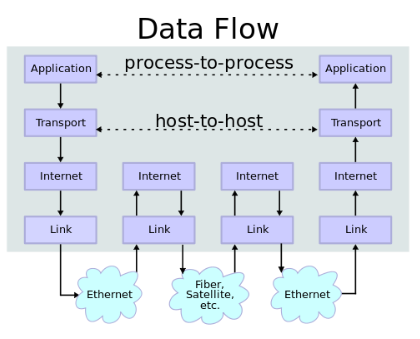 Data Flow
Application
process-to-process
Application
Transport
host-to-host
Transport
Internet
Internet
Internet
Internet
Link
Link
Link
Link
Ethernet
Fiber,
Satellite,
etc.
Ethernet